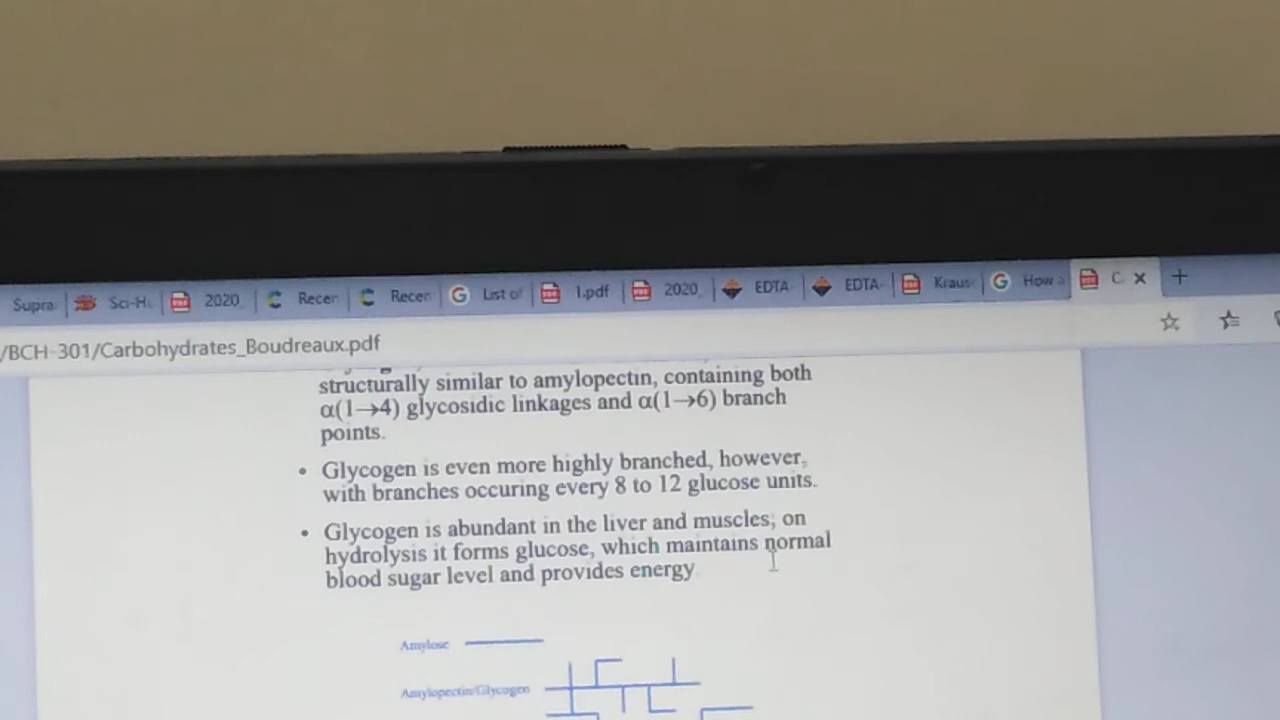 Supra
Sci-H
2020_
Recen
Recen
List of
1.pdf
2020_
EDTA-
EDTA-
Kraus-
How a
C
/BCH-301/Carbohydrates_Boudreaux.pdf
structurally similar to amylopectin, containing both
α(1→4) glycosidic linkages and α(1→6) branch
points.
• Glycogen is even more highly branched, however,
with branches occuring every 8 to 12 glucose units.
• Glycogen is abundant in the liver and muscles; on
hydrolysis it forms glucose, which maintains normal
blood sugar level and provides energy
Amylose
Amylopectin/Glycogen